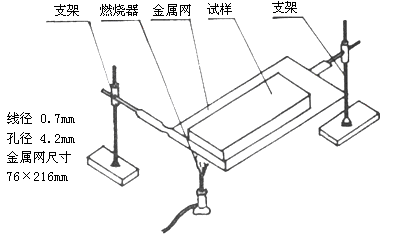 支架 燃烧器 金属网 试样 支架
线径 0.7mm
孔径 4.2mm
金属网尺寸
76×216mm